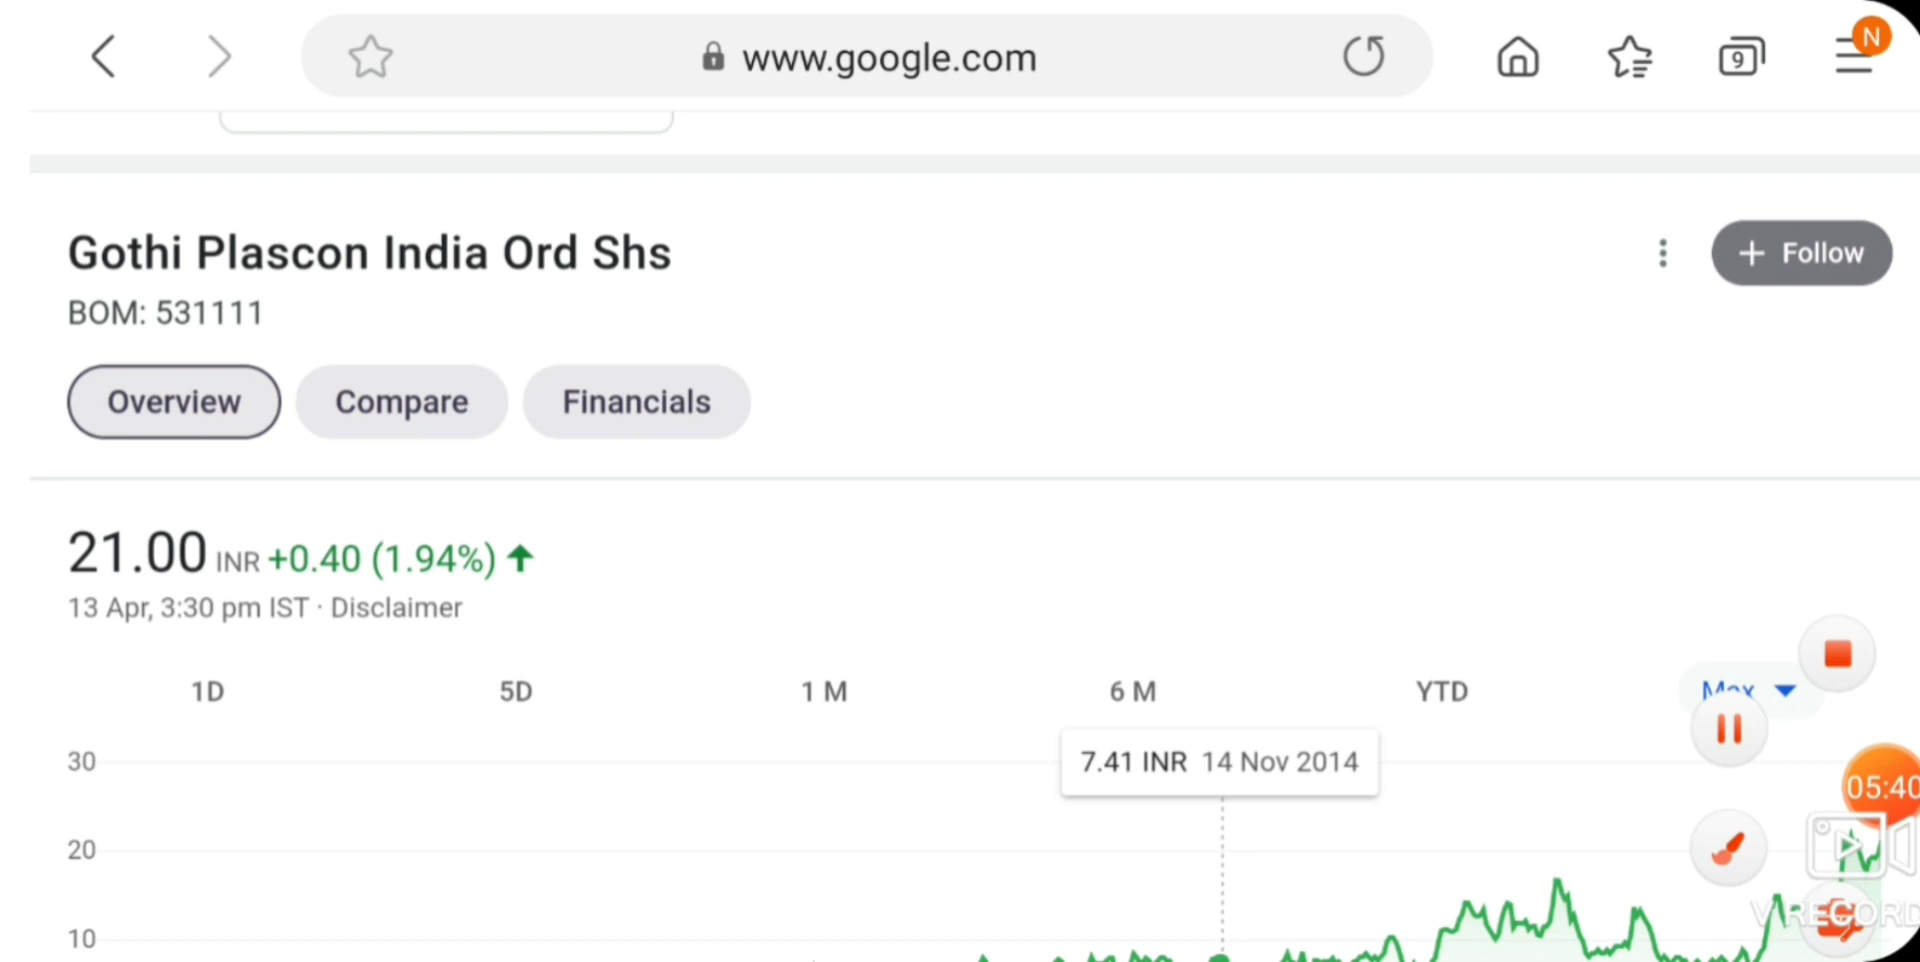 www.google.com
9
N
Gothi Plascon India Ord Shs
+ Follow
BOM: 531111
Overview
Compare
Financials
21.00 INR +0.40 (1.94%)
13 Apr, 3:30 pm IST · Disclaimer
1D
5D
1 M
6 M
YTD
Max
7.41 INR 14 Nov 2014
30
20
10
05:40
V RECORD